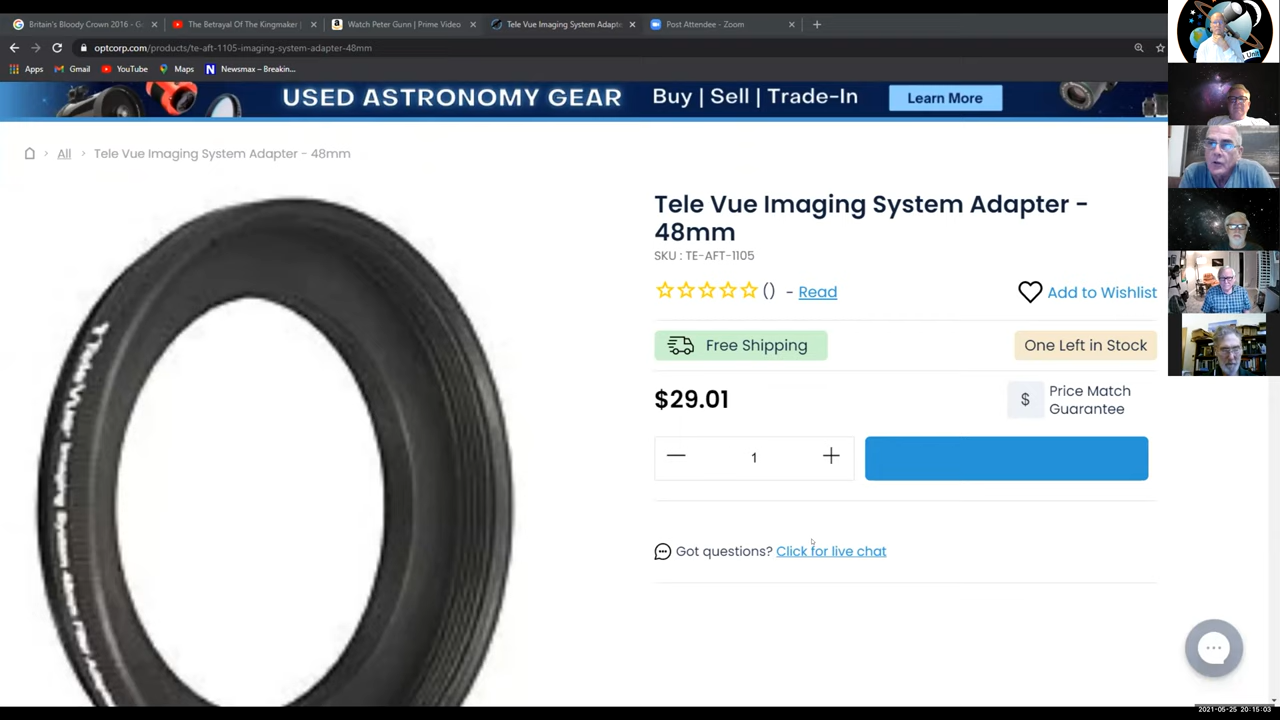 Britain's Bloody Crown 2016 - G
The Betrayal Of The Kingmaker |
Watch Peter Gunn | Prime Video
Tele Vue Imaging System Adapte
Post Attendee - Zoom
optcorp.com/products/te-aft-1105-imaging-system-adapter-48mm
Apps
Gmail
YouTube
Maps
Newsmax – Breakin...
USED ASTRONOMY GEAR
Buy | Sell | Trade-In
Learn More
All
Tele Vue Imaging System Adapter - 48mm
Tele Vue Imaging System Adapter -
48mm
SKU : TE-AFT-1105
() - Read
Add to Wishlist
Free Shipping
One Left in Stock
$29.01
$ Price Match
Guarantee
1
Got questions? Click for live chat
2021-05-25 20:15:03